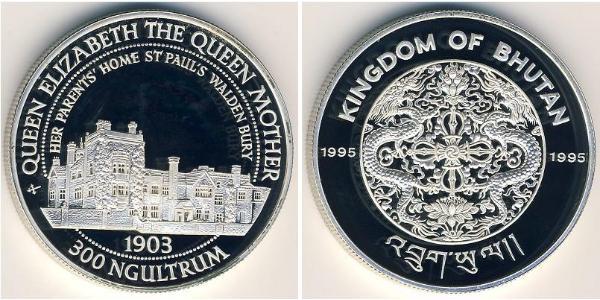 QUEEN ELIZABETH THE QUEEN MOTHER
HER PARENTS' HOME ST PAUL'S WALDEN BURY
1903
300 NGULTRUM
KINGDOM OF BHUTAN
1995 1995
འབྲུག་ཡུལ།།